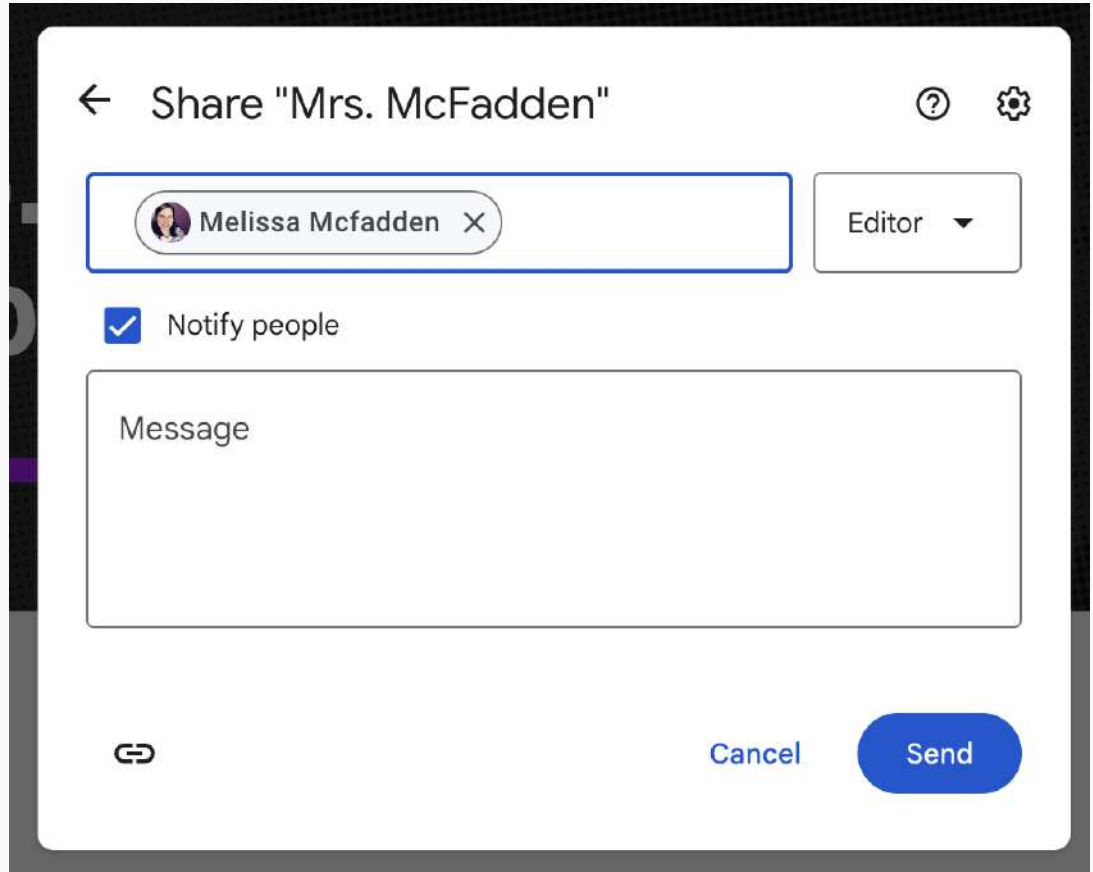 Share "Mrs. McFadden"
Melissa Mcfadden
Editor
Notify people
Message
Cancel
Send